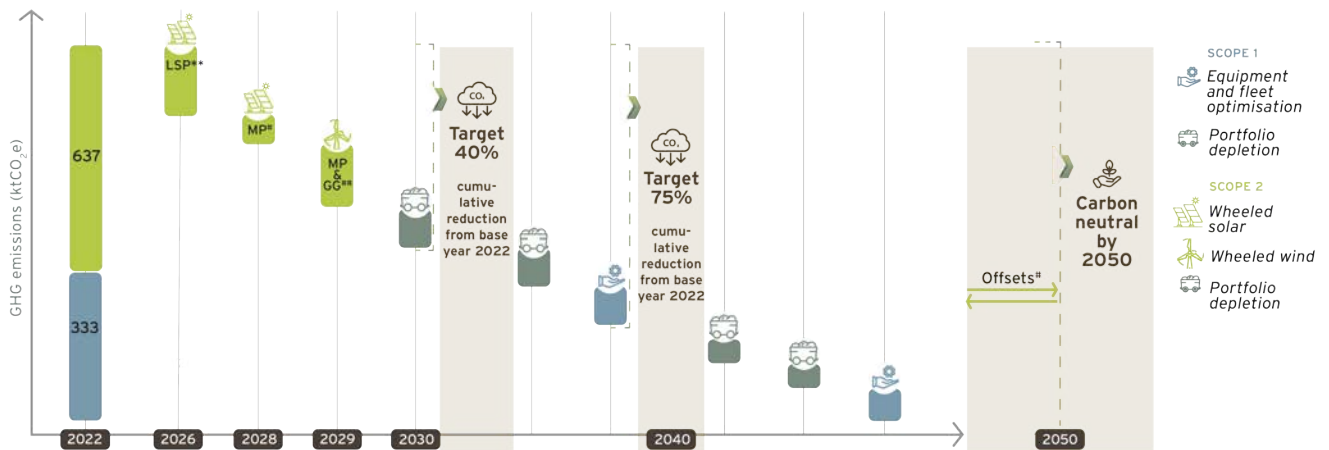 GHG emissions (ktCO₂e)
637
333
LSP**
MP#
MP
&
GG##
CO₂
Target
40%
cumu-
lative
reduction
from base
year 2022
CO₂
Target
75%
cumu-
lative
reduction
from base
year 2022
Offsets#
Carbon
neutral
by
2050
2022
2026
2028
2029
2030
2040
2050
SCOPE 1
Equipment
and fleet
optimisation
Portfolio
depletion
SCOPE 2
Wheeled
solar
Wheeled wind
Portfolio
depletion